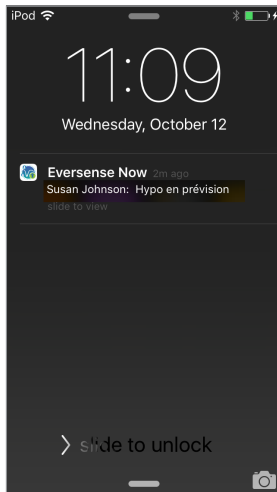 iPod
11:09
Wednesday, October 12
Eversense Now 2m ago
Susan Johnson: Hypo en prévision
slide to view
slide to unlock